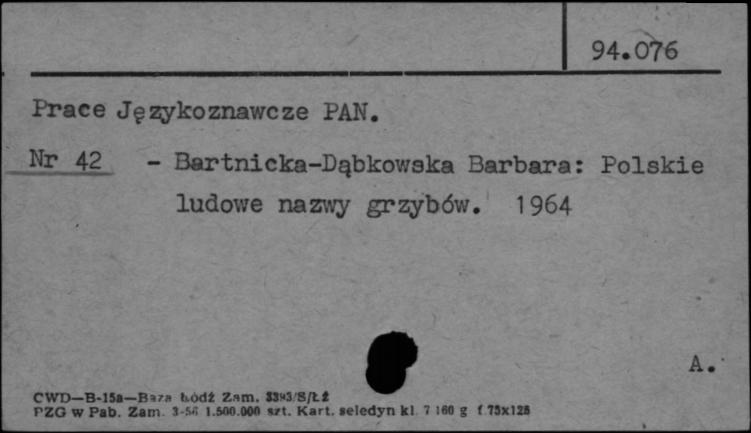 94.076
Prace Językoznawcze PAN.
Nr 42 - Bartnicka-Dąbkowska Barbara: Polskie
ludowe nazwy grzybów. 1964
A.
CWD—B-15a—Baza Łódź Zam. 3393/S/Łź
PZG w Pab. Zam. 3-56 1.500.000 szt. Kart. seledyn kl. 7 160 g f. 75x125